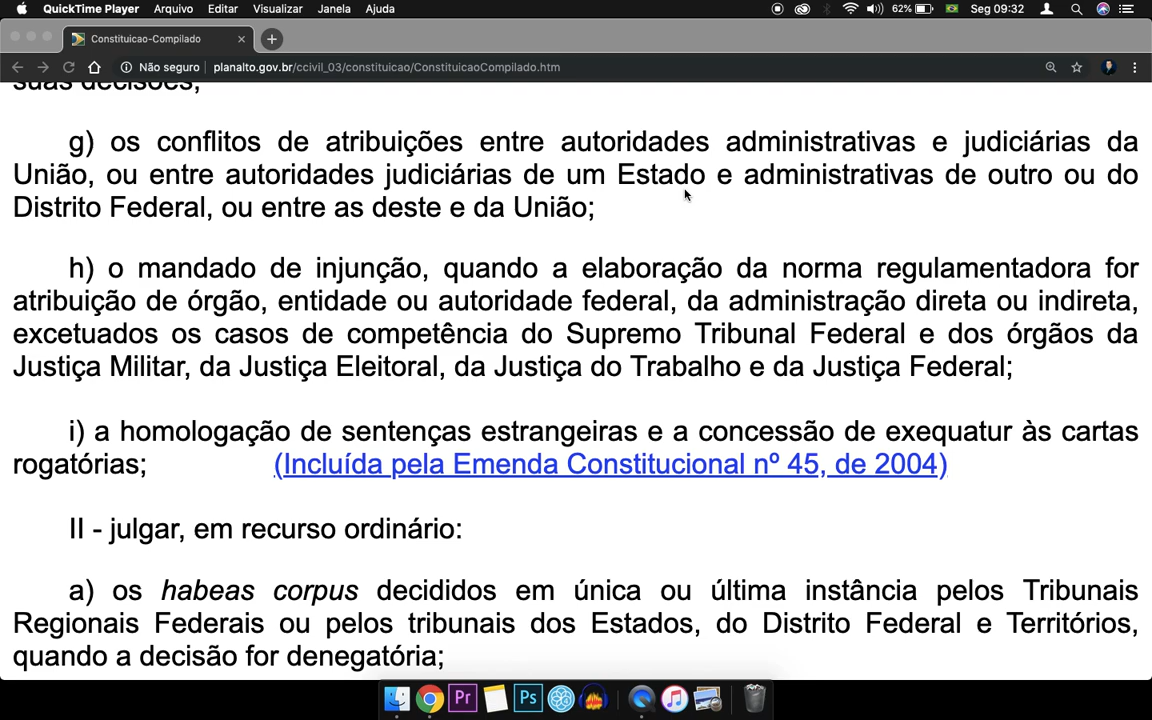 QuickTime Player Arquivo Editar Visualizar Janela Ajuda 62% Seg 09:32
Constituicao-Compilado
Não seguro planalto.gov.br/ccivil_03/constituicao/ConstituicaoCompilado.htm
suas decisões;
g) os conflitos de atribuições entre autoridades administrativas e judiciárias da
União, ou entre autoridades judiciárias de um Estado e administrativas de outro ou do
Distrito Federal, ou entre as deste e da União;
h) o mandado de injunção, quando a elaboração da norma regulamentadora for
atribuição de órgão, entidade ou autoridade federal, da administração direta ou indireta,
excetuados os casos de competência do Supremo Tribunal Federal e dos órgãos da
Justiça Militar, da Justiça Eleitoral, da Justiça do Trabalho e da Justiça Federal;
i) a homologação de sentenças estrangeiras e a concessão de exequatur às cartas
rogatórias; (Incluída pela Emenda Constitucional nº 45, de 2004)
II - julgar, em recurso ordinário:
a) os habeas corpus decididos em única ou última instância pelos Tribunais
Regionais Federais ou pelos tribunais dos Estados, do Distrito Federal e Territórios,
quando a decisão for denegatória;
Pr Ps